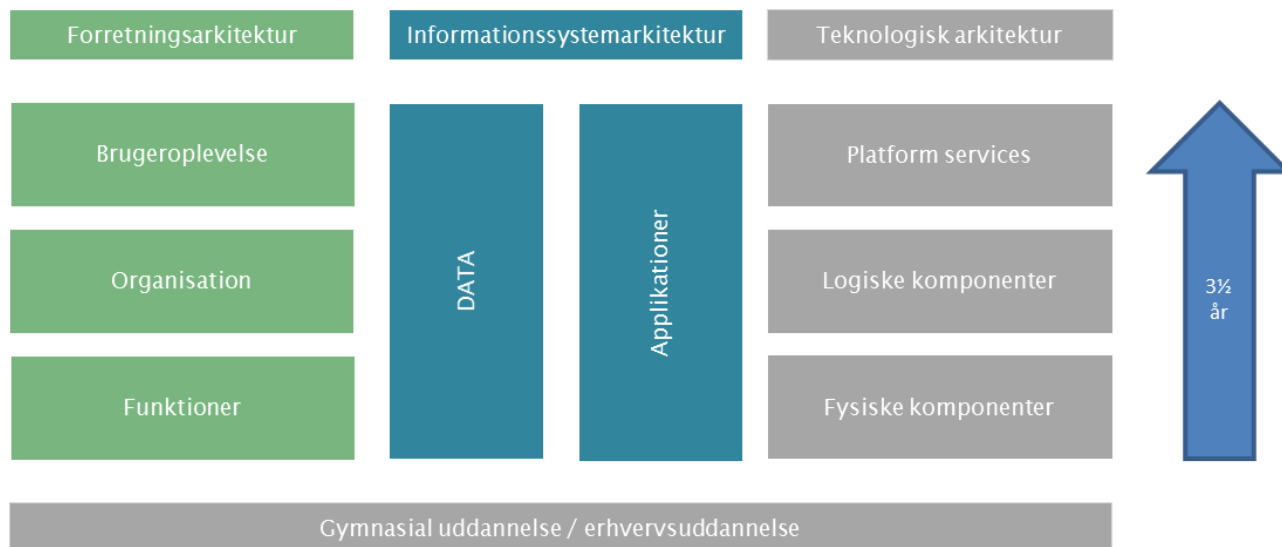 Forretningsarkitektur
Informationssystemarkitektur
Teknologisk arkitektur
Brugeroplevelse
Organisation
Funktioner
DATA
Applikationer
Platform services
Logiske komponenter
Fysiske komponenter
3½
år
Gymnasial uddannelse / erhvervsuddannelse